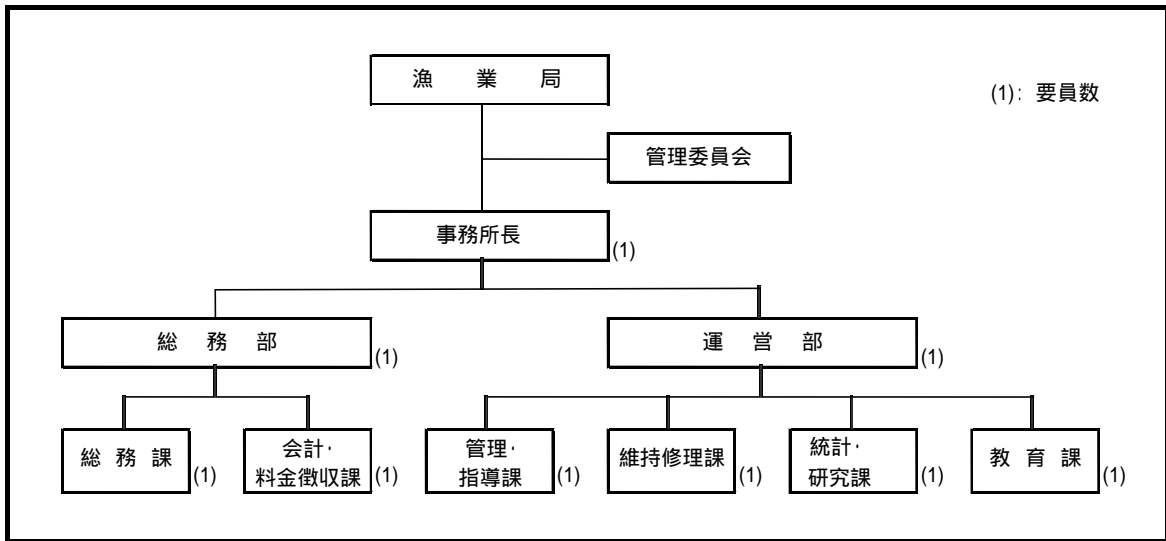 漁業局
(1): 要員数
管理委員会
事務所長
(1)
総務部
(1)
運営部
(1)
総務課
(1)
会計・
料金徴収課
(1)
管理・
指導課
(1)
維持修理課
(1)
統計・
研究課
(1)
教育課
(1)